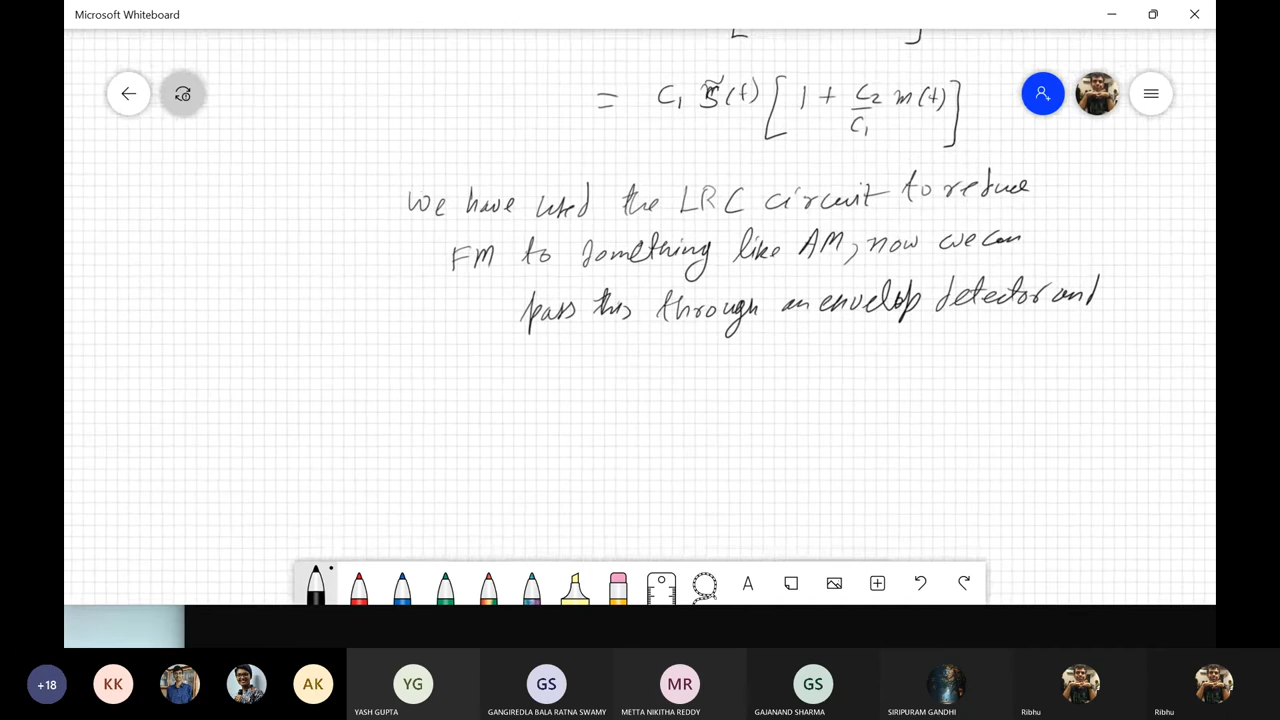 Microsoft Whiteboard
= C₁ s̃(t) [ 1 + C₂/C₁ m(t) ]
We have used the LRC circuit to reduce
FM to something like AM, now we can
pass this through an envelop detector and
A
+18
KK
AK
YG
GS
MR
GS
YASH GUPTA
GANGIREDLA BALA RATNA SWAMY
METTA NIKITHA REDDY
GAJANAND SHARMA
SIRIPURAM GANDHI
Ribhu
Ribhu